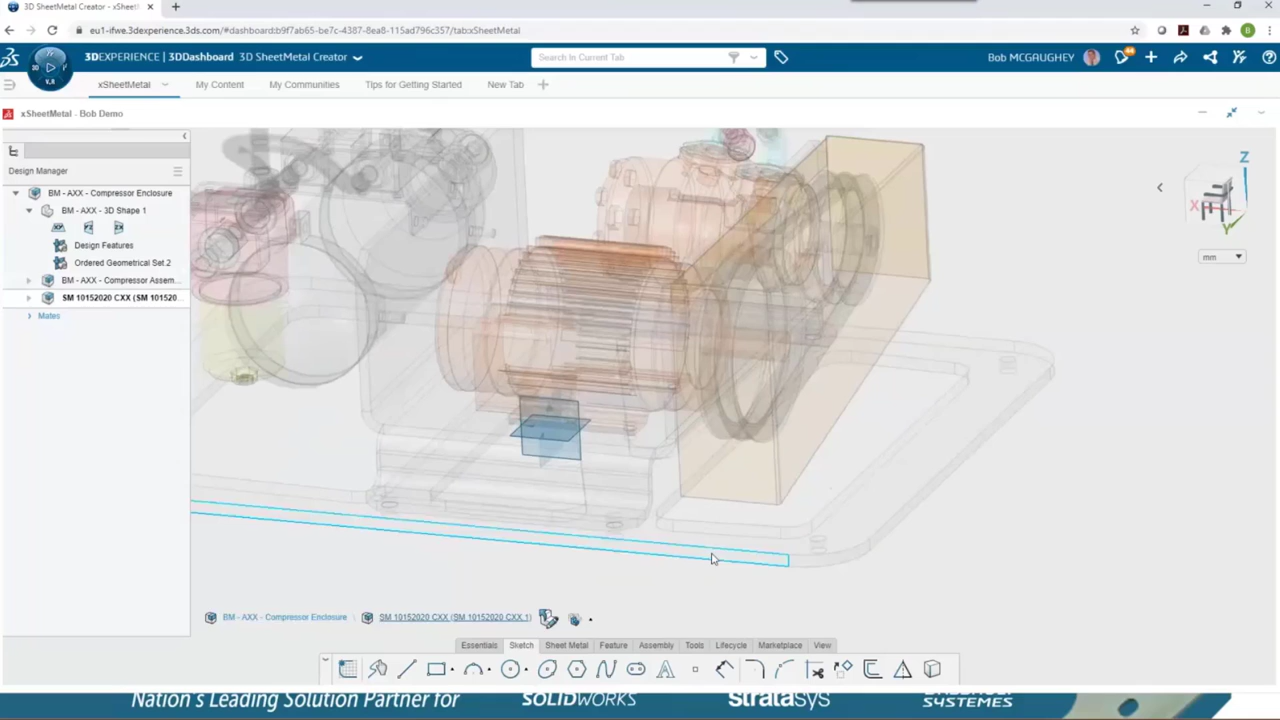 3D SheetMetal Creator - xSheetM
eu1-ifwe.3dexperience.3ds.com/#dashboard:b9f7ab65-be7c-4387-8ea8-115ad796c357/tab:xSheetMetal
3DEXPERIENCE | 3DDashboard 3D SheetMetal Creator
Search In Current Tab
Bob MCGAUGHEY
3D
V.R
xSheetMetal
My Content
My Communities
Tips for Getting Started
New Tab
xSheetMetal - Bob Demo
Design Manager
BM - AXX - Compressor Enclosure
BM - AXX - 3D Shape 1
Design Features
Ordered Geometrical Set.2
BM - AXX - Compressor Assem...
SM 10152020 CXX (SM 101520...
Mates
Z
X
Y
mm
BM - AXX - Compressor Enclosure
SM 10152020 CXX (SM 10152020 CXX.1)
Essentials
Sketch
Sheet Metal
Feature
Assembly
Tools
Lifecycle
Marketplace
View
Nation's Leading Solution Partner for
SOLIDWORKS
StrataSys
SYSTEMES